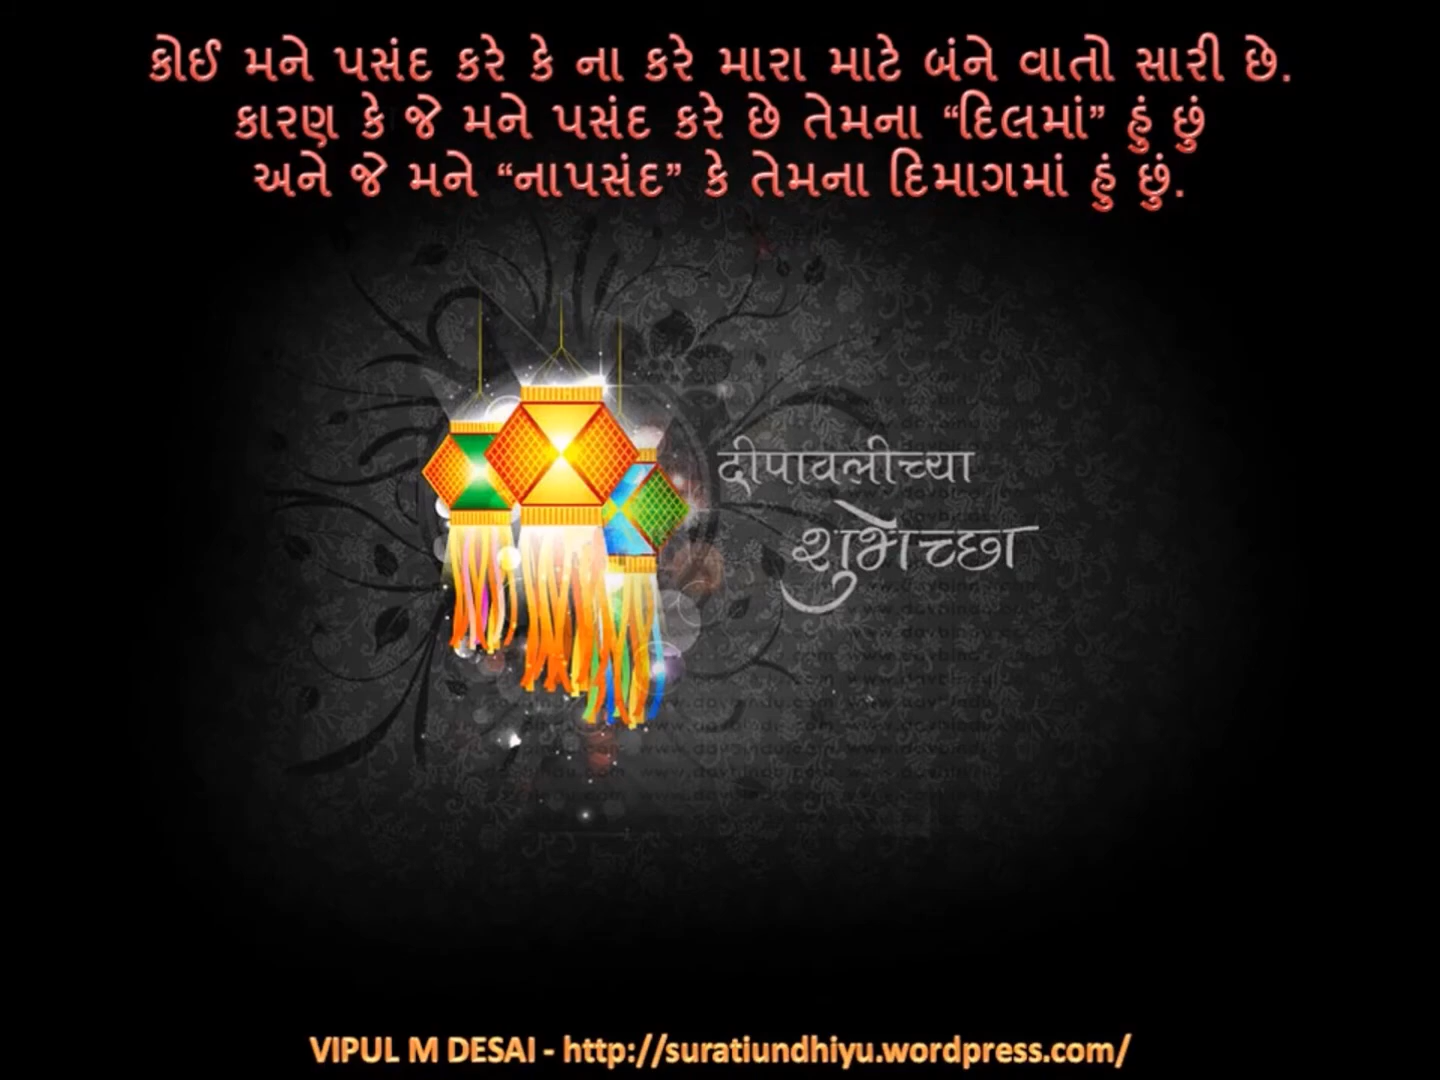 કોઈ મને પસંદ કરે કે ના કરે મારા માટે બંને વાતો સારી છે.
કારણ કે જે મને પસંદ કરે છે તેમના “દિલમાં” હું છું
અને જે મને “નાપસંદ” કે તેમના દિમાગમાં હું છું.
दीपावलीच्या
शुभेच्छा
VIPUL M DESAI - http://suratiundhiyu.wordpress.com/